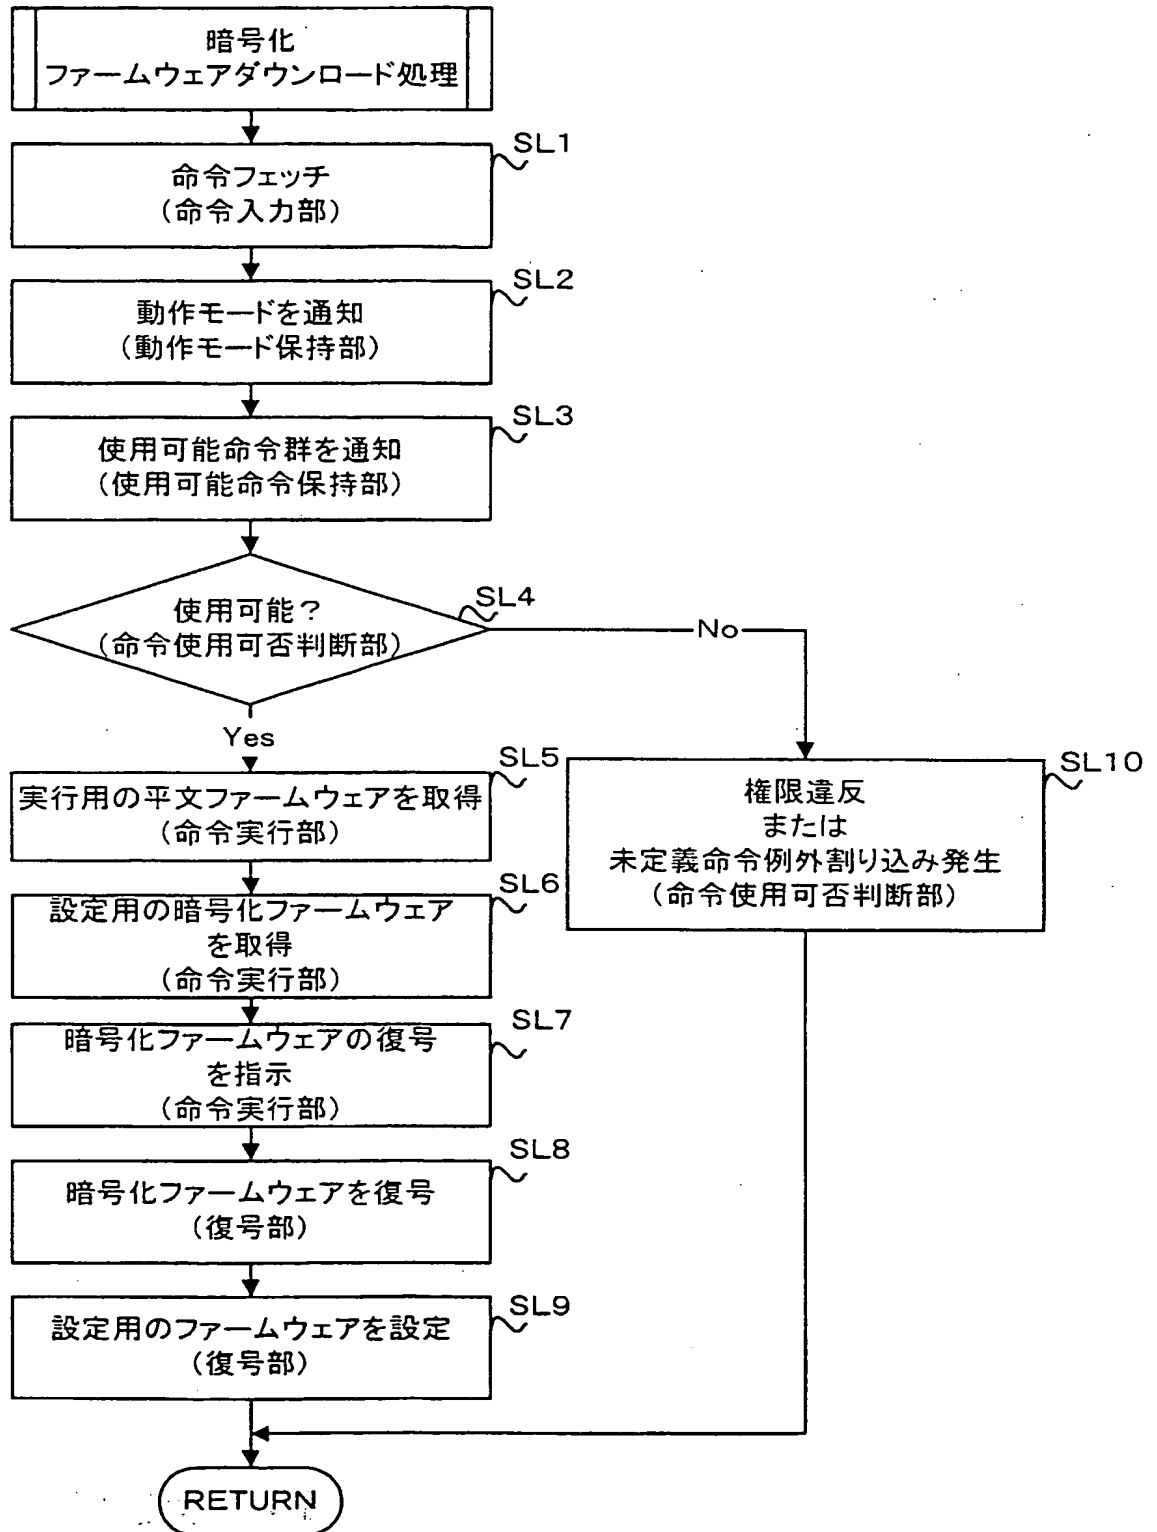 暗号化
ファームウェアダウンロード処理
SL1
命令フェッチ
(命令入力部)
SL2
動作モードを通知
(動作モード保持部)
SL3
使用可能命令群を通知
(使用可能命令保持部)
SL4
使用可能?
(命令使用可否判断部)
No
Yes
SL5
実行用の平文ファームウェアを取得
(命令実行部)
SL10
権限違反
または
未定義命令例外割り込み発生
(命令使用可否判断部)
SL6
設定用の暗号化ファームウェア
を取得
(命令実行部)
SL7
暗号化ファームウェアの復号
を指示
(命令実行部)
SL8
暗号化ファームウェアを復号
(復号部)
SL9
設定用のファームウェアを設定
(復号部)
RETURN